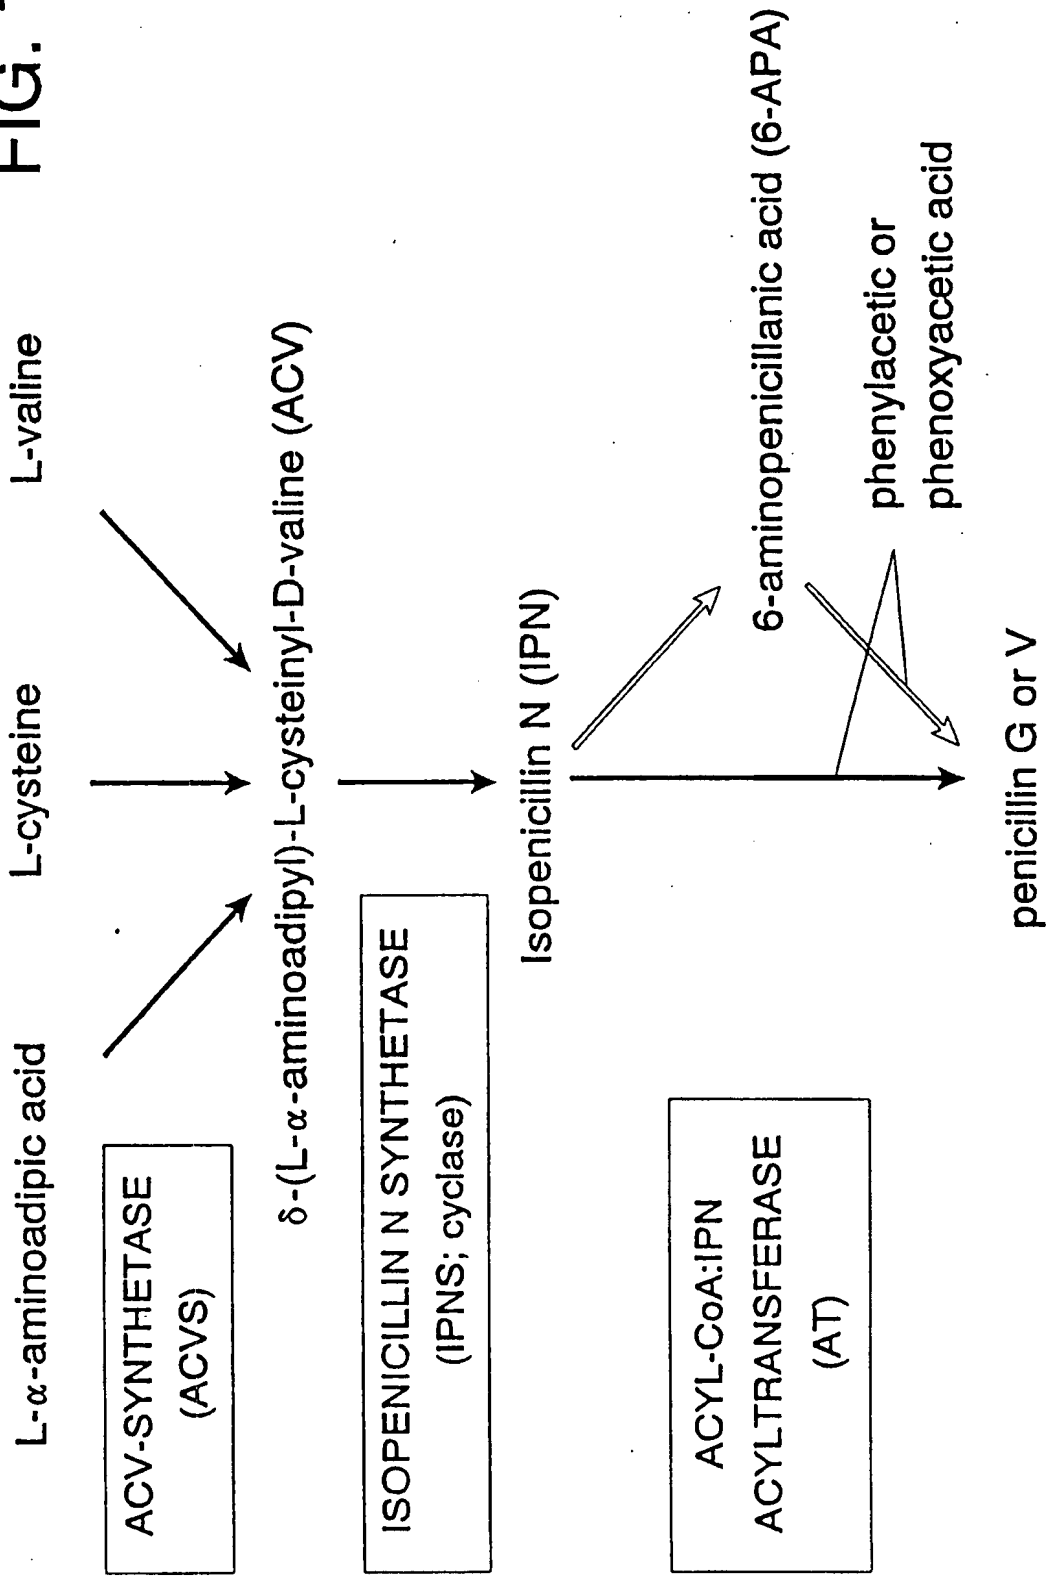 FIG.
L-α-aminoadipic acid
L-cysteine
L-valine
ACV-SYNTHETASE
(ACVS)
δ-(L-α-aminoadipyl)-L-cysteinyl-D-valine (ACV)
ISOPENICILLIN N SYNTHETASE
(IPNS; cyclase)
Isopenicillin N (IPN)
ACYL-CoA:IPN
ACYLTRANSFERASE
(AT)
6-aminopenicillanic acid (6-APA)
phenylacetic or
phenoxyacetic acid
penicillin G or V